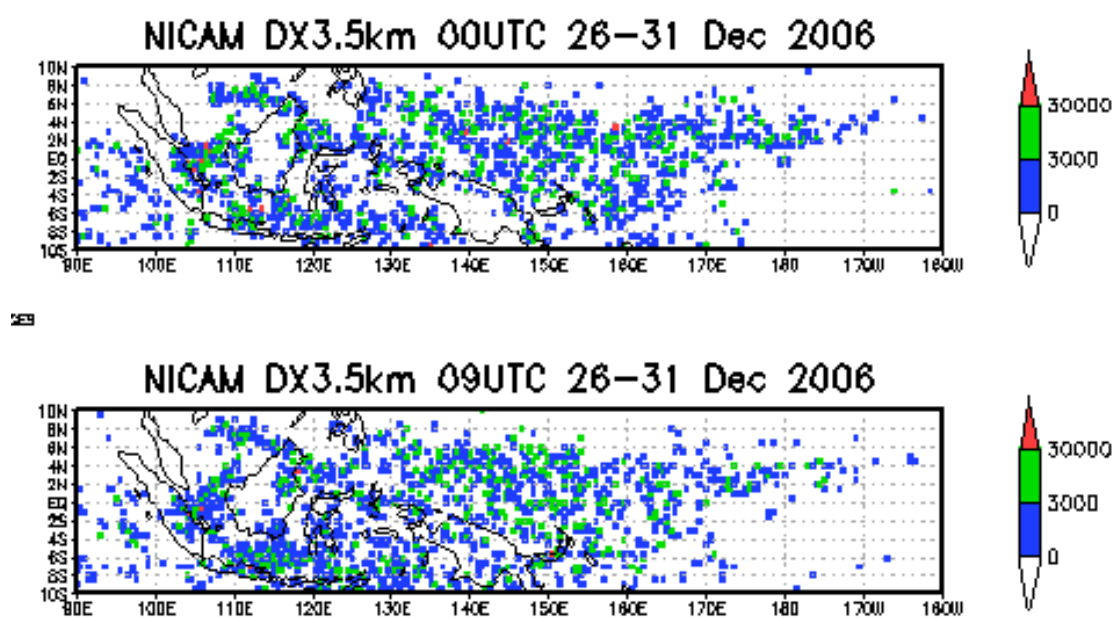 NICAM DX3.5km 00UTC 26-31 Dec 2006
10N
8N
6N
4N
2N
EQ
2S
4S
6S
8S
10S
90E 100E 110E 120E 130E 140E 150E 160E 170E 180 170W 160W
30000
3000
0
NICAM DX3.5km 09UTC 26-31 Dec 2006
10N
8N
6N
4N
2N
EQ
2S
4S
6S
8S
10S
90E 100E 110E 120E 130E 140E 150E 160E 170E 180 170W 160W
30000
3000
0